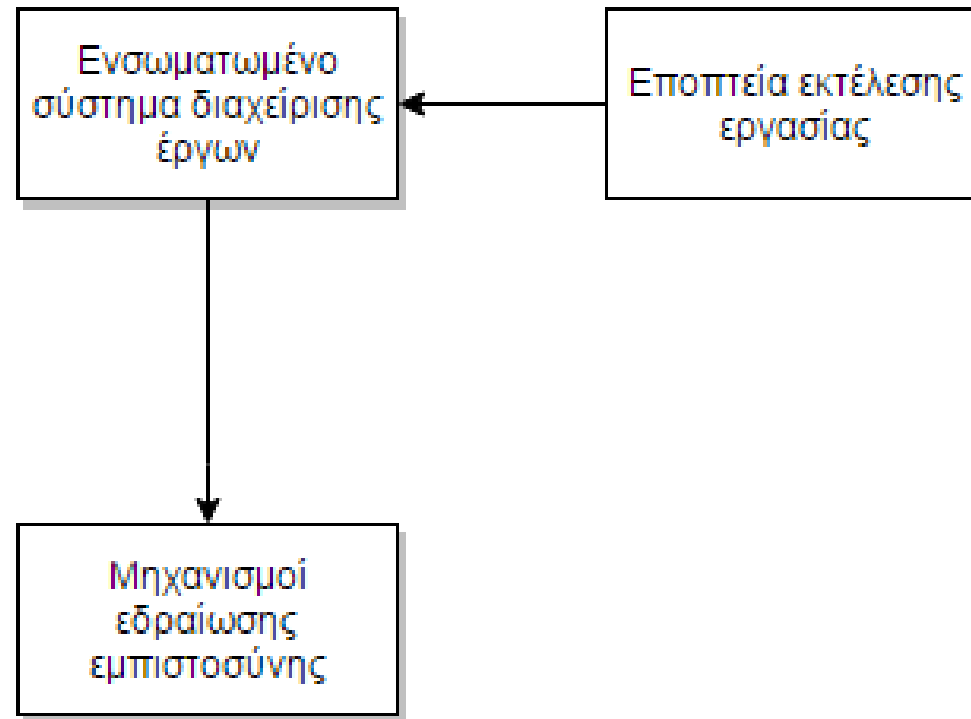 Ενσωματωμένο
σύστημα διαχείρισης
έργων
Εποπτεία εκτέλεσης
εργασίας
Μηχανισμοί
εδραίωσης
εμπιστοσύνης